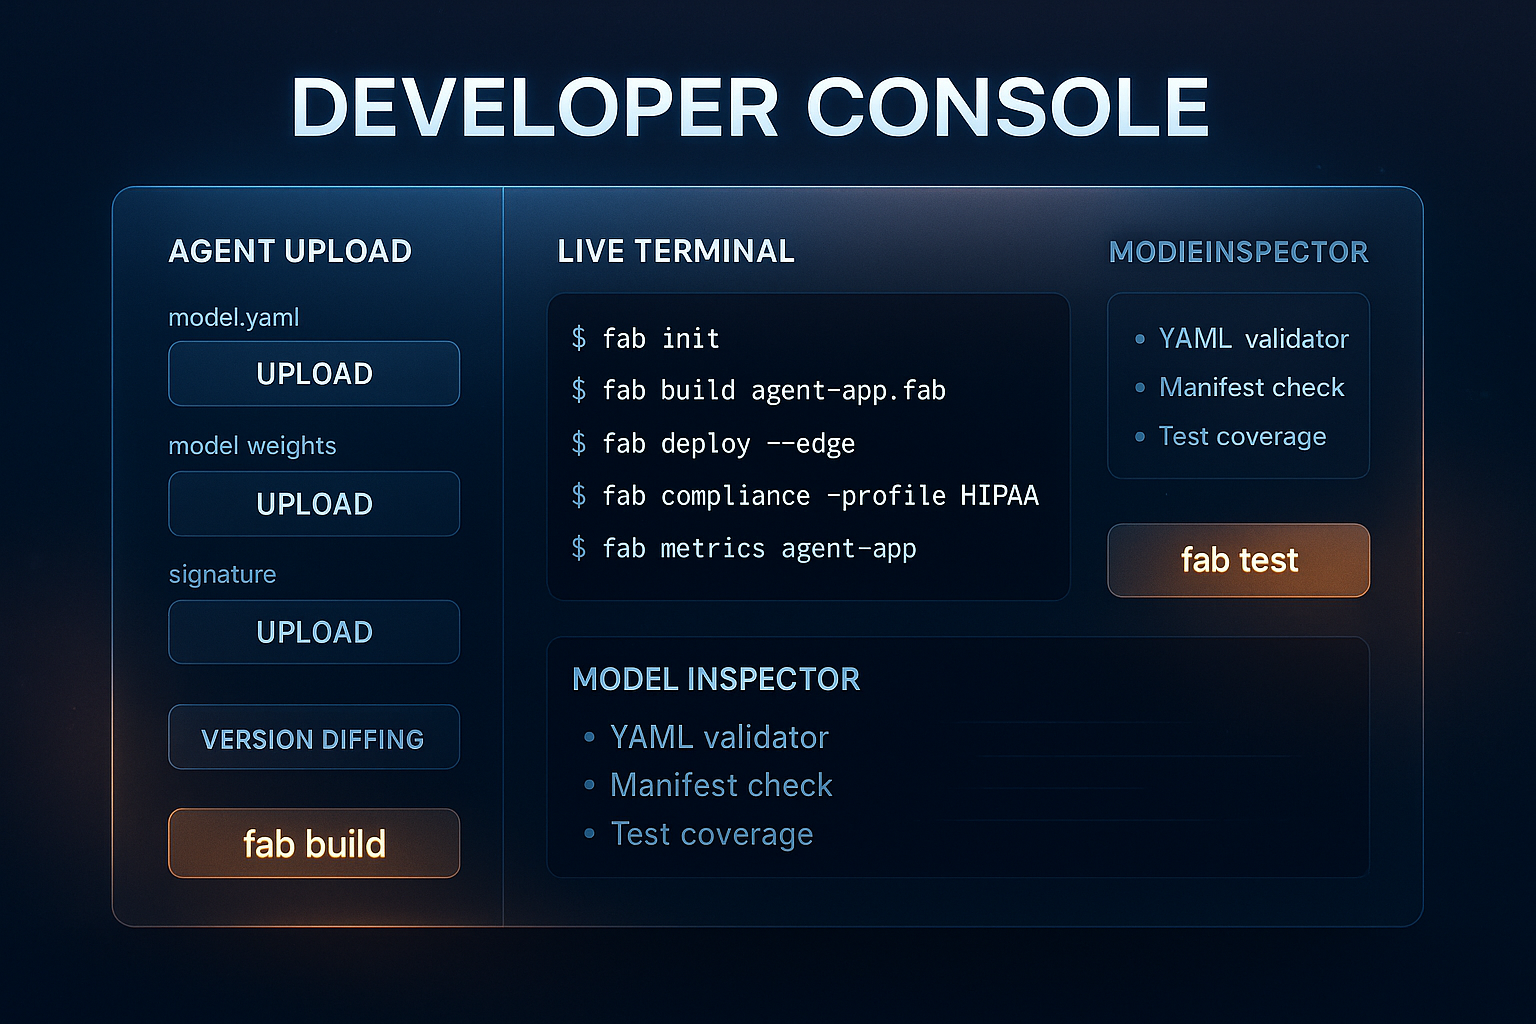 DEVELOPER CONSOLE
AGENT UPLOAD
model.yaml
UPLOAD
model weights
UPLOAD
signature
UPLOAD
VERSION DIFFING
fab build
LIVE TERMINAL
$ fab init
$ fab build agent-app.fab
$ fab deploy --edge
$ fab compliance -profile HIPAA
$ fab metrics agent-app
MODIEINSPECTOR
• YAML validator
• Manifest check
• Test coverage
fab test
MODEL INSPECTOR
• YAML validator
• Manifest check
• Test coverage